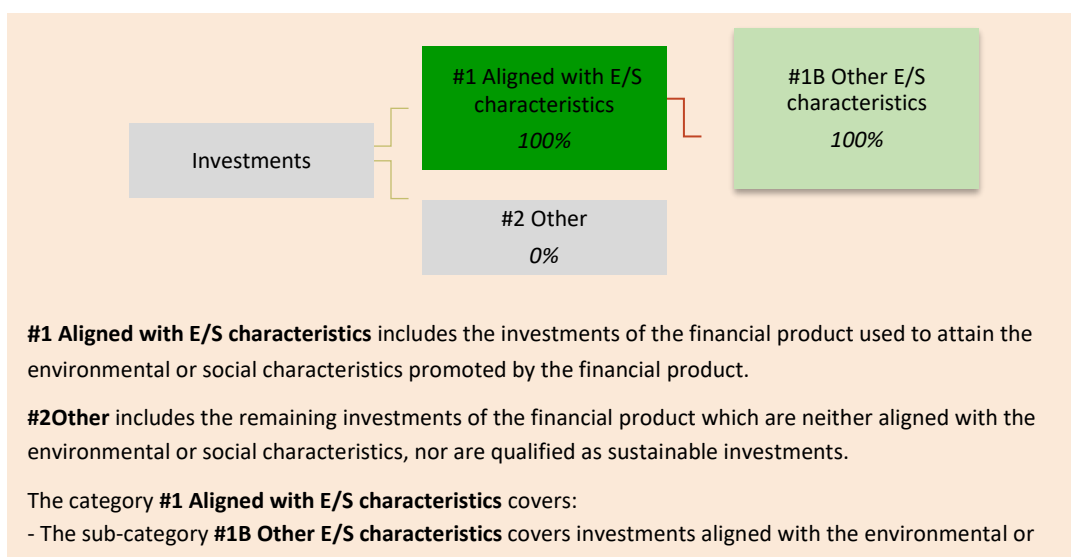 #1 Aligned with E/S
characteristics
100%
#1B Other E/S
characteristics
100%
Investments
#2 Other
0%
#1 Aligned with E/S characteristics includes the investments of the financial product used to attain the
environmental or social characteristics promoted by the financial product.
#2Other includes the remaining investments of the financial product which are neither aligned with the
environmental or social characteristics, nor are qualified as sustainable investments.
The category #1 Aligned with E/S characteristics covers:
- The sub-category #1B Other E/S characteristics covers investments aligned with the environmental or